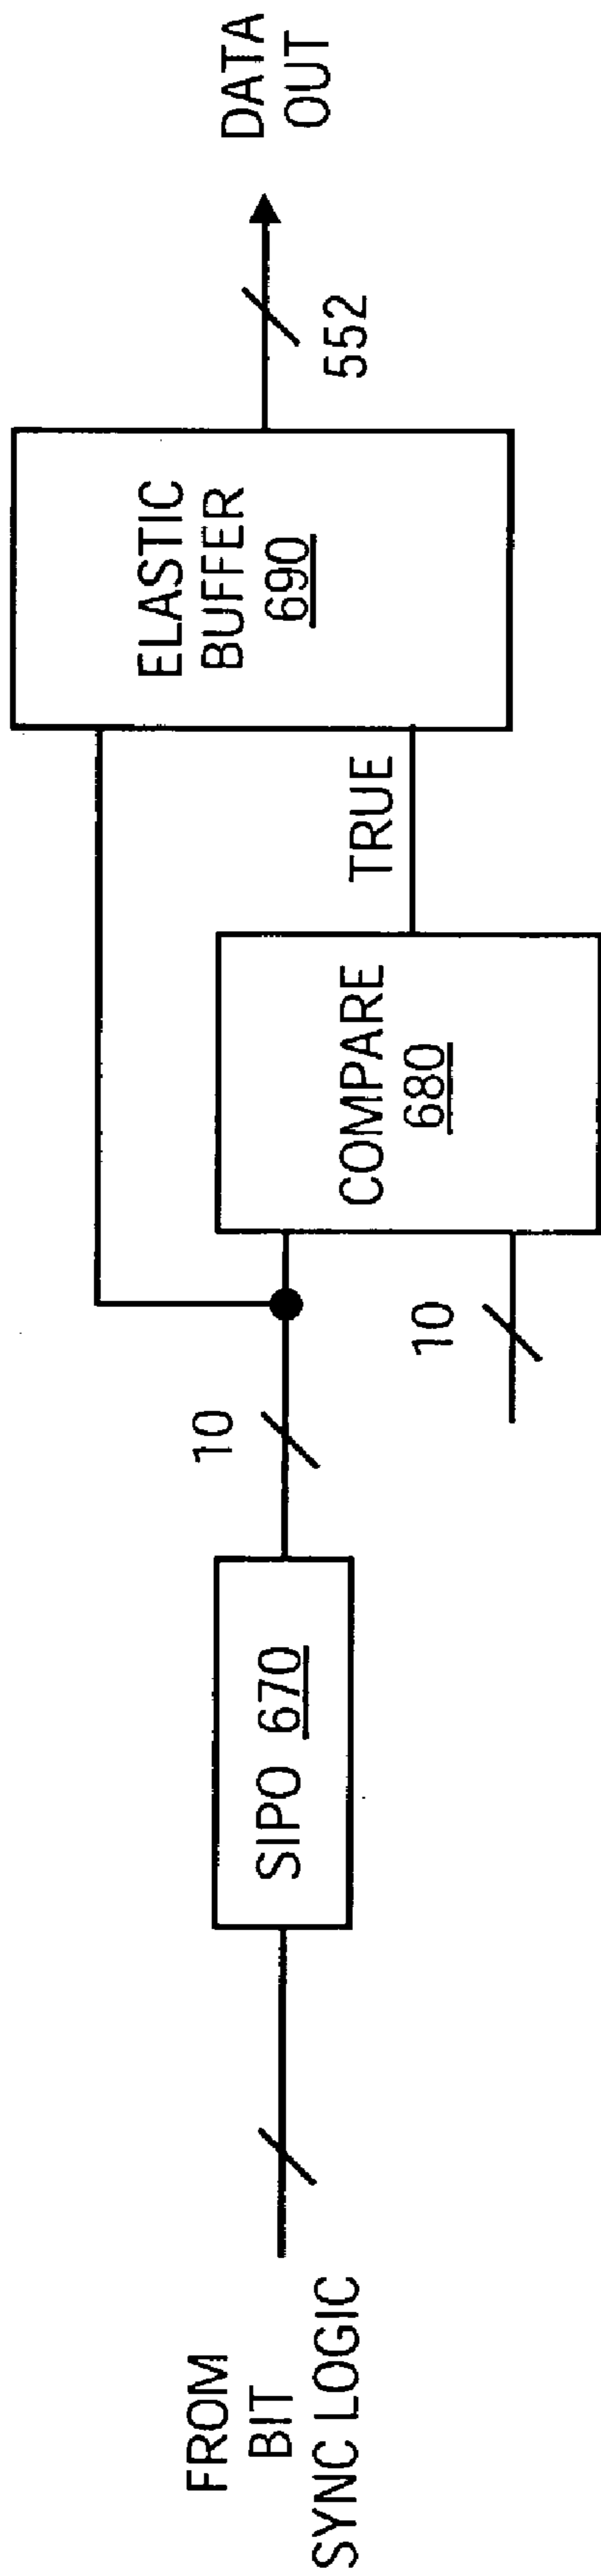 FROM
BIT
SYNC LOGIC
SIPO 670
10
10
COMPARE
680
TRUE
ELASTIC
BUFFER
690
552
DATA
OUT